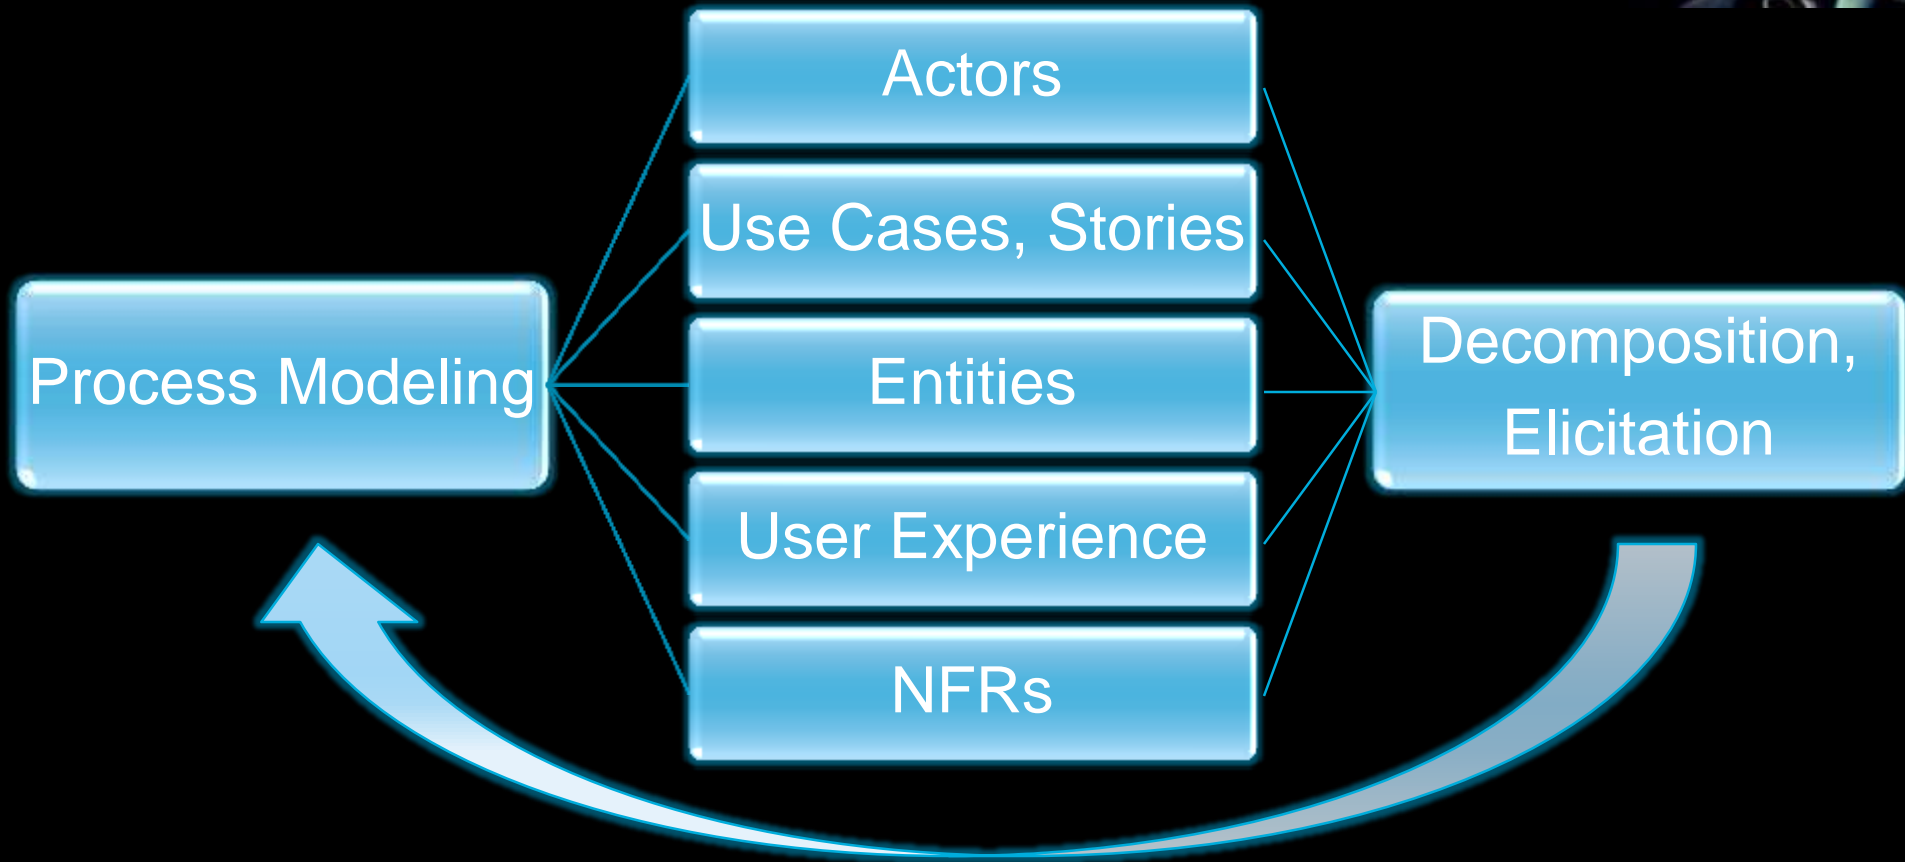 Actors
Use Cases, Stories
Process Modeling
Entities
Decomposition,
Elicitation
User Experience
NFRs